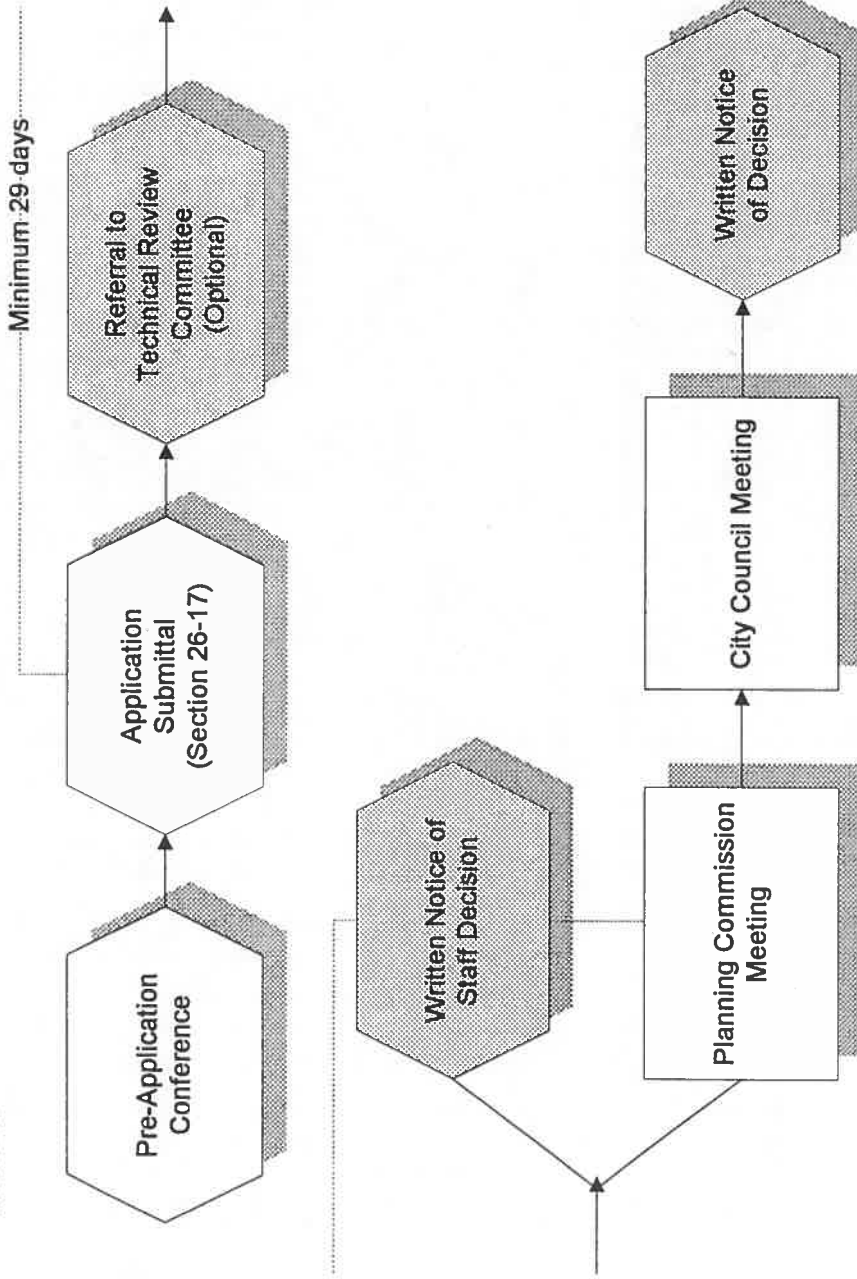 Pre-Application
Conference
Application
Submittal
(Section 26-17)
Minimum 29 days
Referral to
Technical Review
Committee
(Optional)
Written Notice of
Staff Decision
Planning Commission
Meeting
City Council Meeting
Written Notice
of Decision